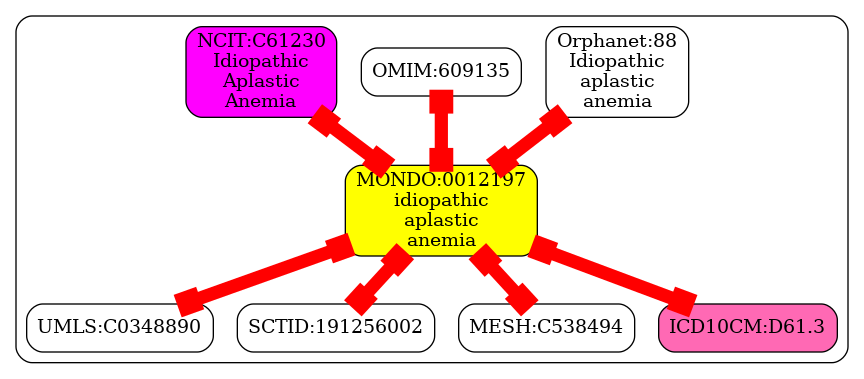 NCIT:C61230
Idiopathic
Aplastic
Anemia
OMIM:609135
Orphanet:88
Idiopathic
aplastic
anemia
MONDO:0012197
idiopathic
aplastic
anemia
UMLS:C0348890
SCTID:191256002
MESH:C538494
ICD10CM:D61.3